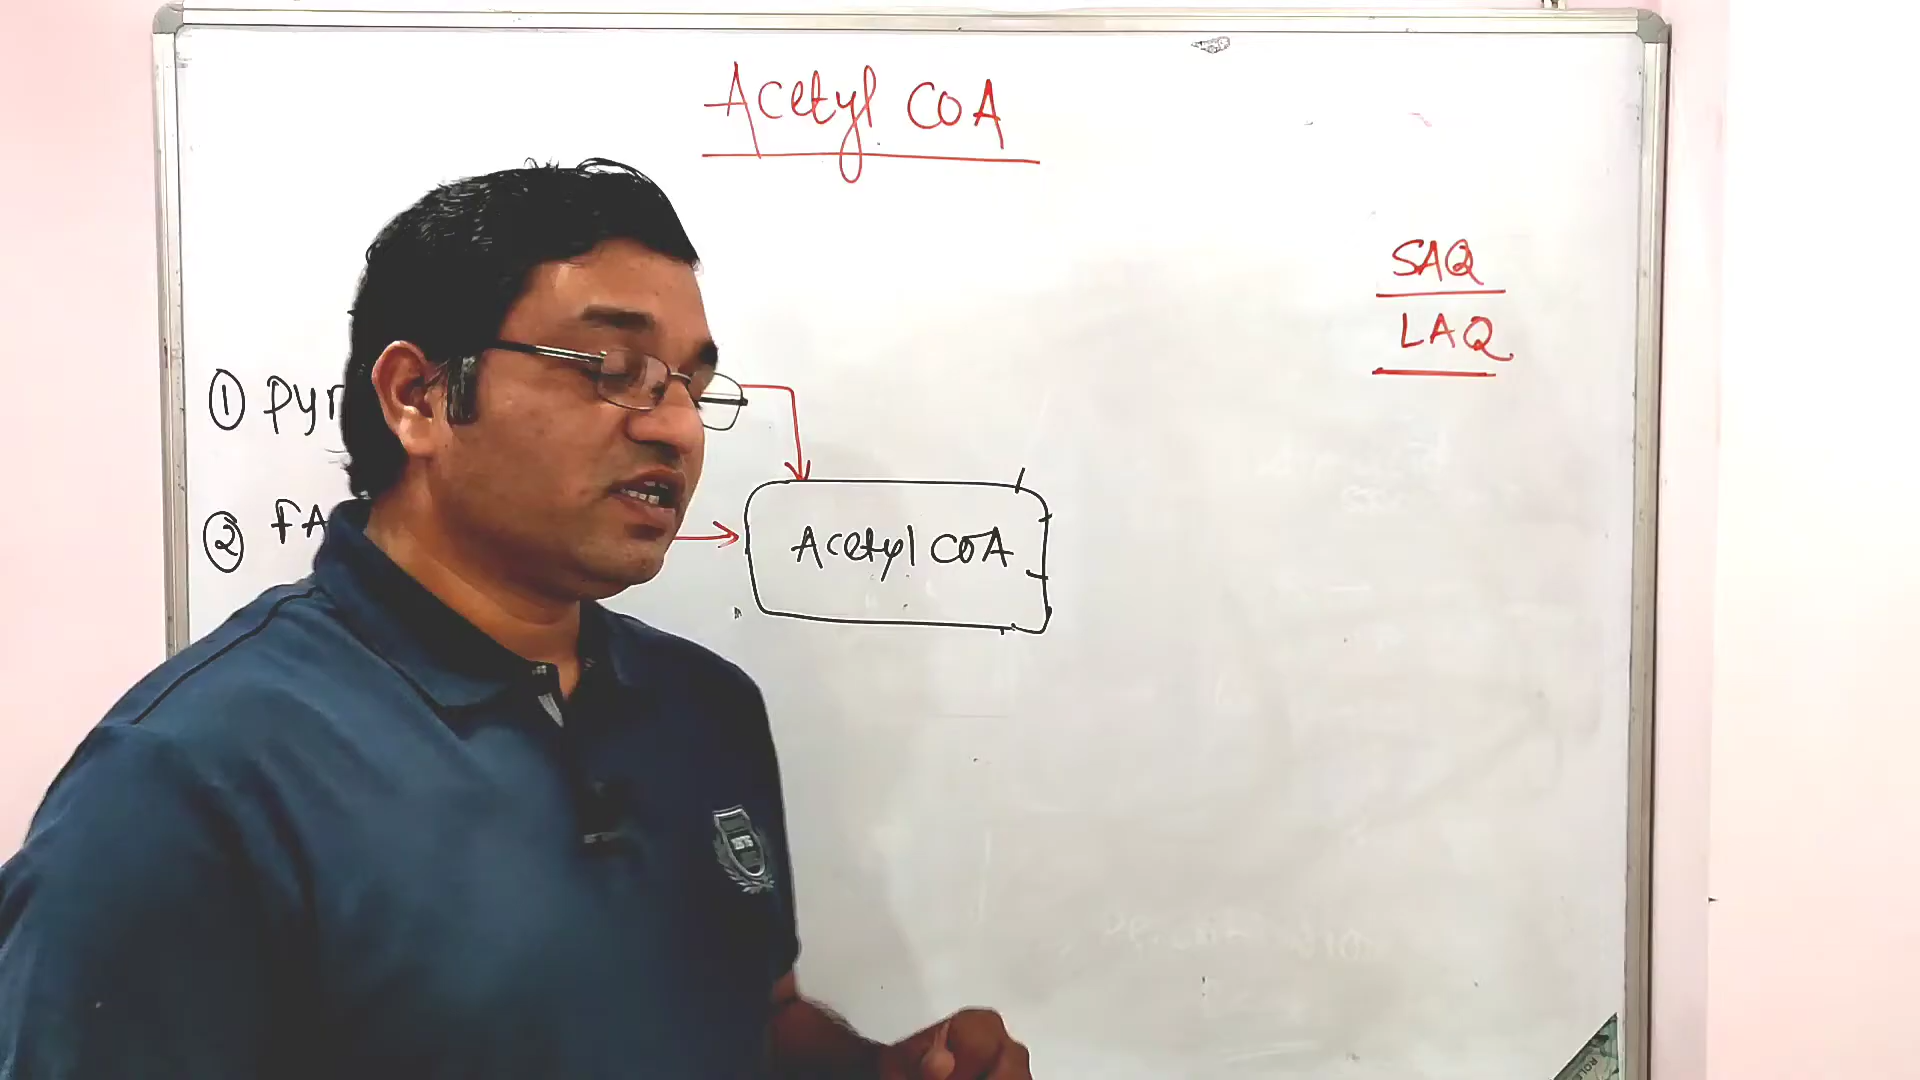 Acetyl COA
SAQ
LAQ
① pyr
② FA
Acetyl COA